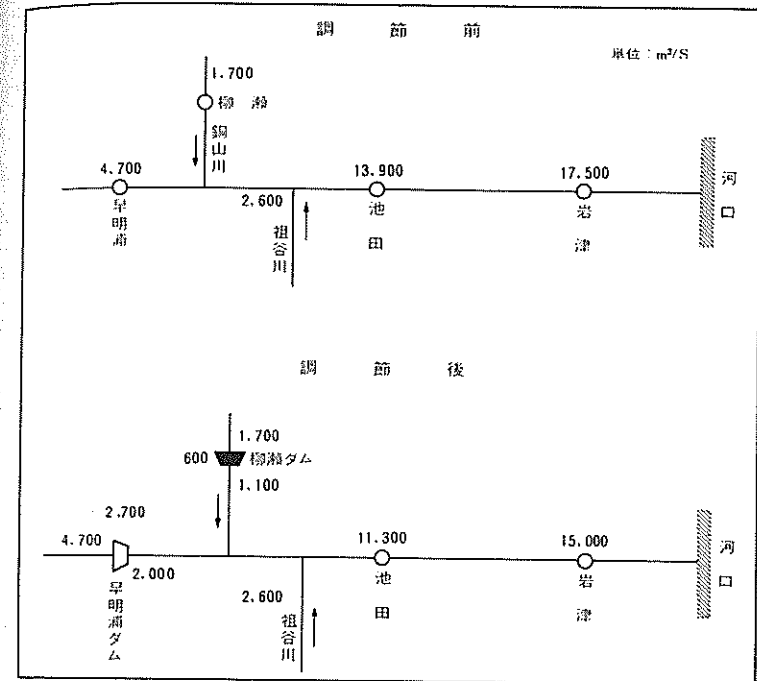 調節前
単位：m³/S
1.700
柳瀬
銅山川
4.700
早明浦
2.600
祖谷川
13.900
池田
17.500
岩津
河口
調節後
1.700
600
柳瀬ダム
1.100
2.700
4.700
2.000
早明浦ダム
2.600
祖谷川
11.300
池田
15.000
岩津
河口